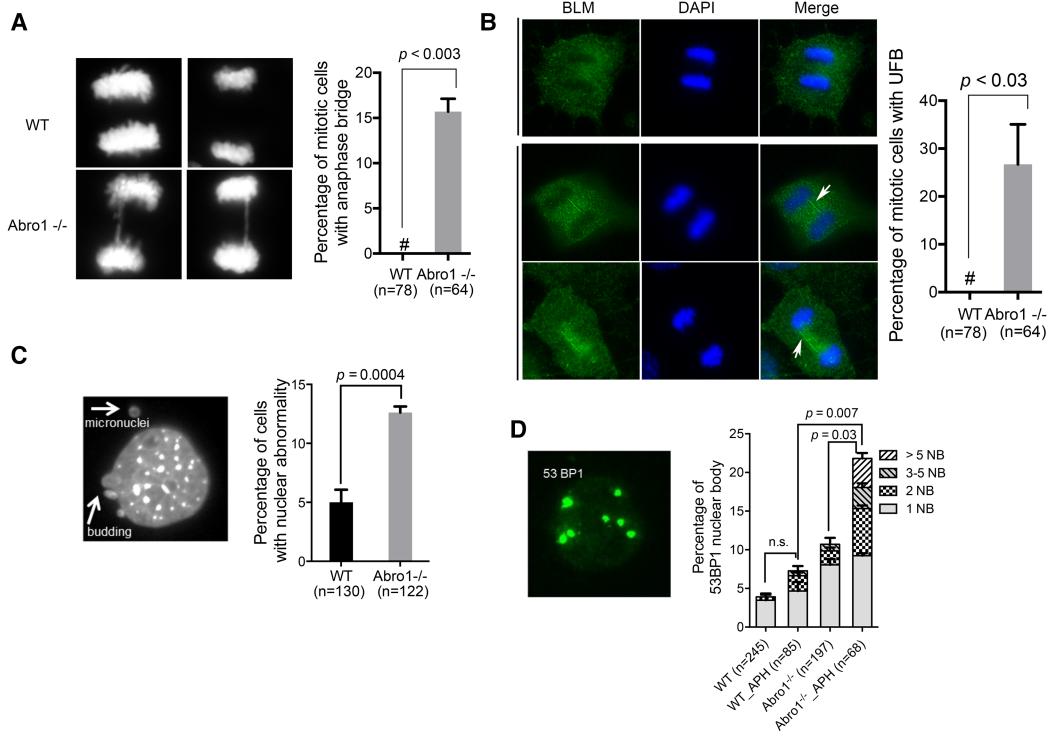 A
WT
Abro1 -/-
Percentage of mitotic cells
with anaphase bridge
p < 0.003
20
15
10
5
0
#
WT Abro1 -/-
(n=78) (n=64)
B
BLM DAPI Merge
Percentage of mitotic cells with UFB
p < 0.03
40
30
20
10
0
#
WT Abro1 -/-
(n=78) (n=64)
C
micronuclei
budding
Percentage of cells
with nuclear abnormality
p = 0.0004
15
10
5
0
WT Abro1-/-
(n=130) (n=122)
D
53 BP1
Percentage of
53BP1 nuclear body
p = 0.007
p = 0.03
n.s.
25
20
15
10
5
0
> 5 NB
3-5 NB
2 NB
1 NB
WT (n=245)
WT_APH (n=85)
Abro1-/- (n=197)
Abro1-/-_APH (n=68)